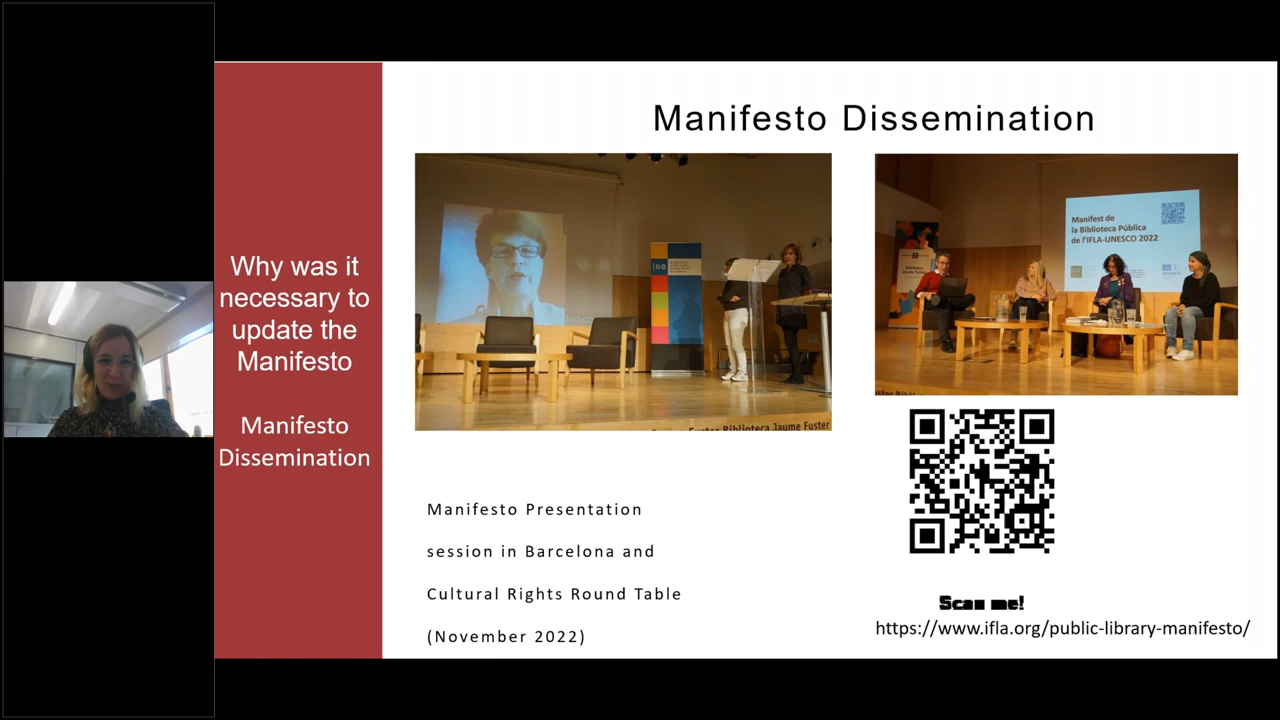 Why was it
necessary to
update the
Manifesto
Manifesto
Dissemination
Manifesto Dissemination
Fuster Biblioteca Jaume Fuster
Manifest de
la Biblioteca Pública
de l'IFLA-UNESCO 2022
Manifesto Presentation
session in Barcelona and
Cultural Rights Round Table
(November 2022)
Scan me!
https://www.ifla.org/public-library-manifesto/